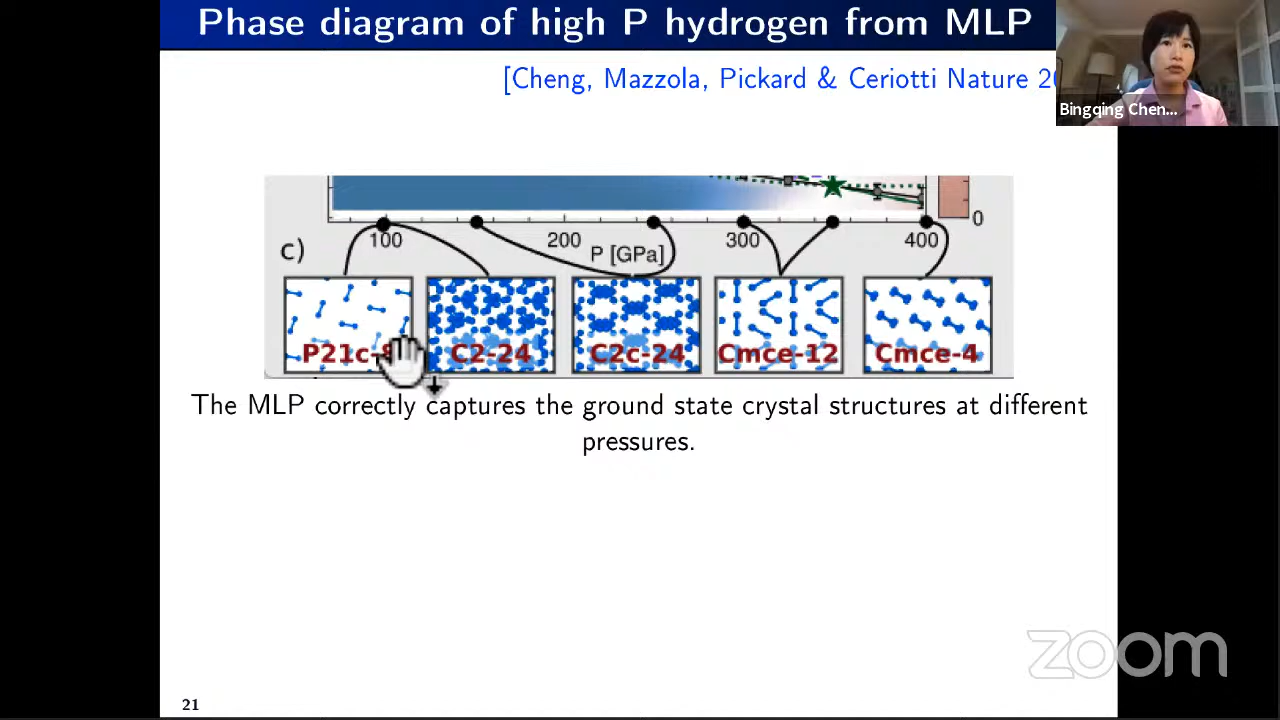 Phase diagram of high P hydrogen from MLP
[Cheng, Mazzola, Pickard & Ceriotti Nature
Bingqing Chen...
0
100 200 300 400
P [GPa]
c)
P21c-8 C2-24 C2c-24 Cmce-12 Cmce-4
The MLP correctly captures the ground state crystal structures at different
pressures.
zoom
21